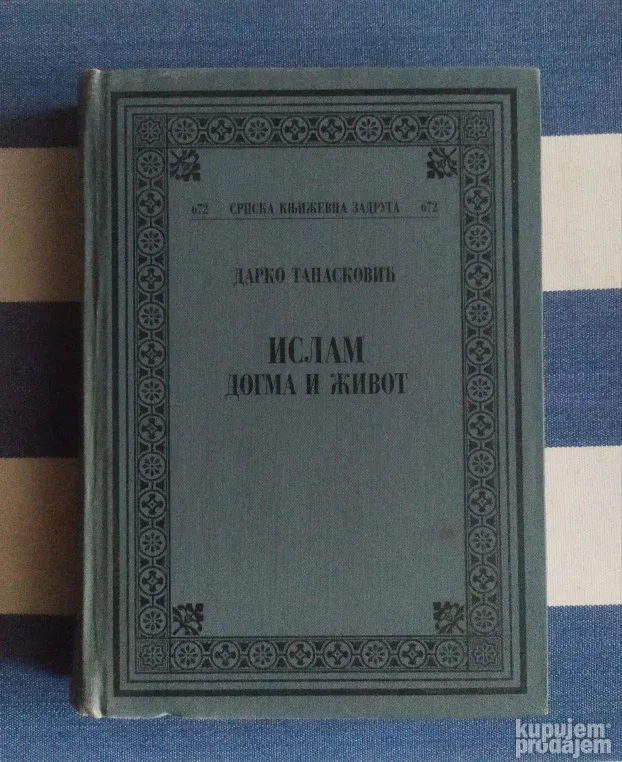 672 СРПСКА КЊИЖЕВНА ЗАДРУГА 672
ДАРКО ТАНАСКОВИЋ
ИСЛАМ
ДОГМА И ЖИВОТ
kupujem
prodajem